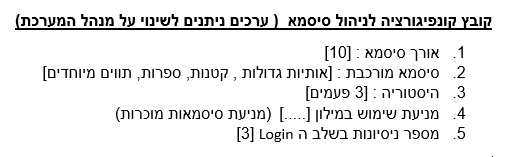 קובץ קונפיגורציה לניהול סיסמא ( ערכים ניתנים לשינוי על מנהל המערכת)
1. אורך סיסמא : [10]
2. סיסמא מורכבת : [אותיות גדולות , קטנות, ספרות, תווים מיוחדים]
3. היסטוריה : [3 פעמים]
4. מניעת שימוש במילון [.....] (מניעת סיסמאות מוכרות)
5. מספר ניסיונות בשלב ה Login [3]